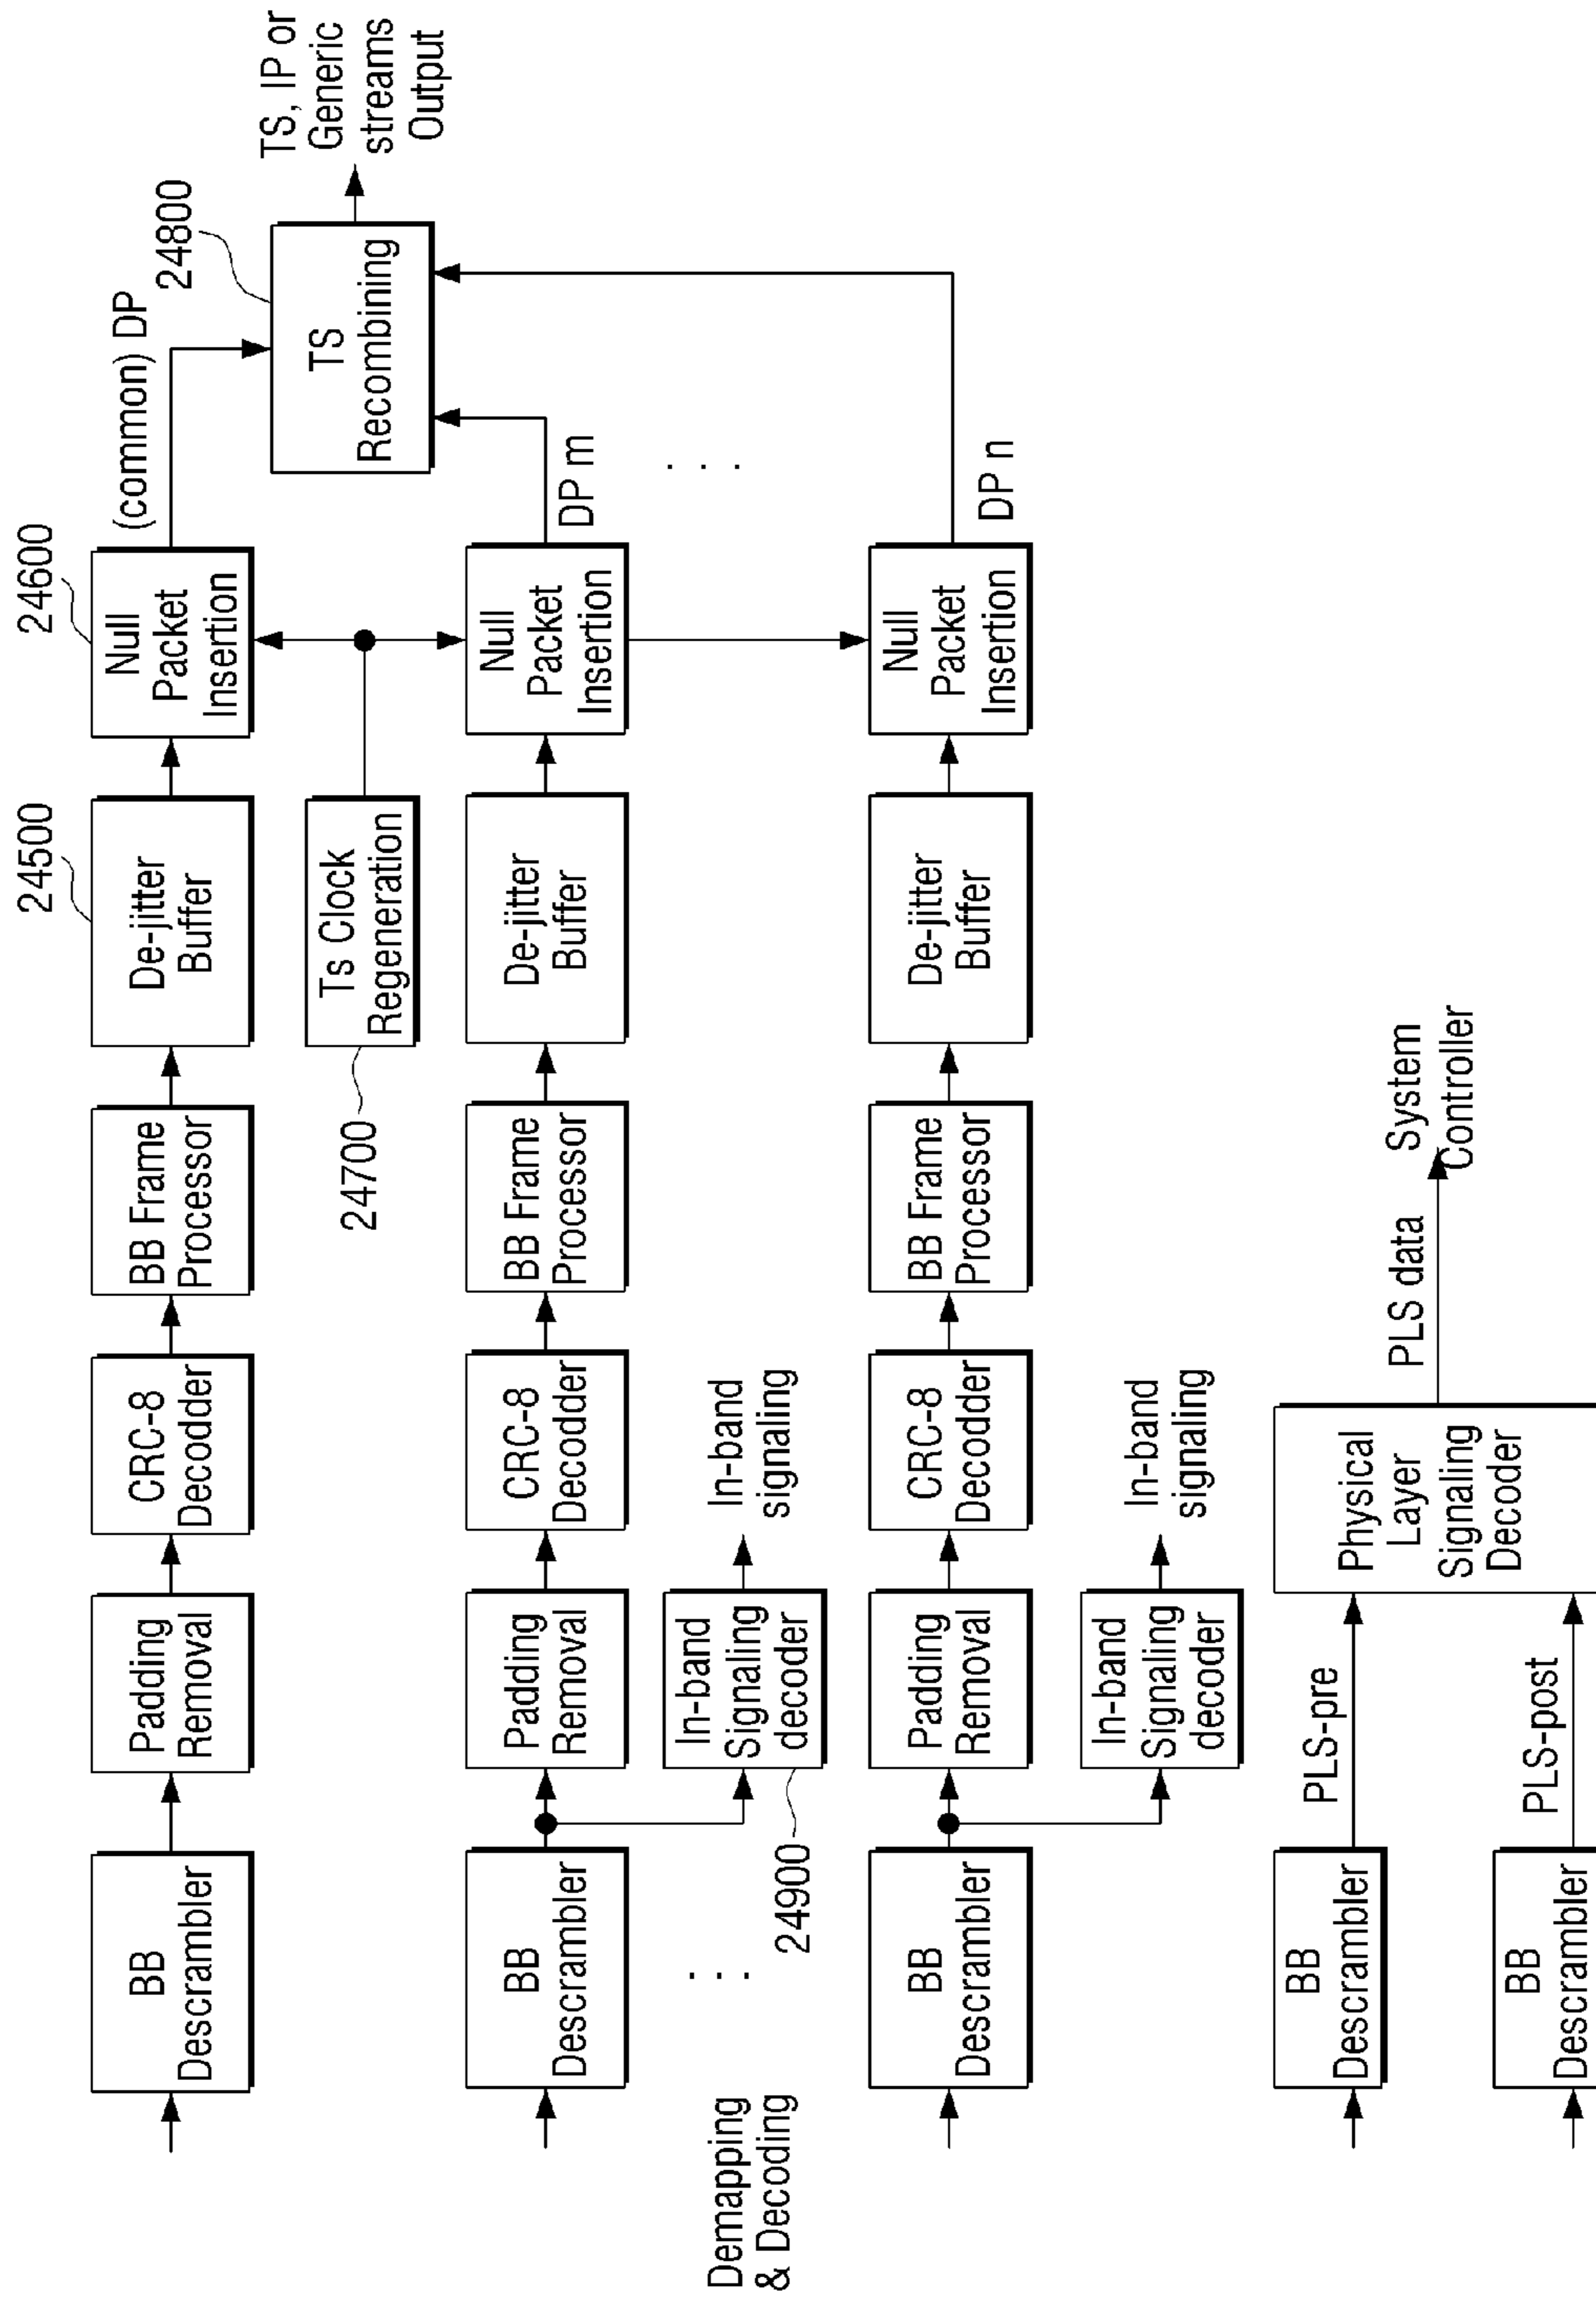 24500
24600
BB
Descrambler
Padding
Removal
CRC-8
Decodder
BB Frame
Processor
De-jitter
Buffer
Null
Packet
Insertion
(common) DP
24800
TS, IP or
Generic
streams
Output
24700
Ts Clock
Regeneration
TS
Recombining
BB
Descrambler
Padding
Removal
CRC-8
Decodder
BB Frame
Processor
De-jitter
Buffer
Null
Packet
Insertion
DP m
. . .
Demapping
& Decoding
. . .
24900
In-band
Signaling
decoder
In-band
signaling
. . .
BB
Descrambler
Padding
Removal
CRC-8
Decodder
BB Frame
Processor
De-jitter
Buffer
Null
Packet
Insertion
DP n
In-band
Signaling
decoder
In-band
signaling
BB
Descrambler
PLS-pre
Physical
Layer
Signaling
Decoder
PLS data
System
Controller
BB
Descrambler
PLS-post